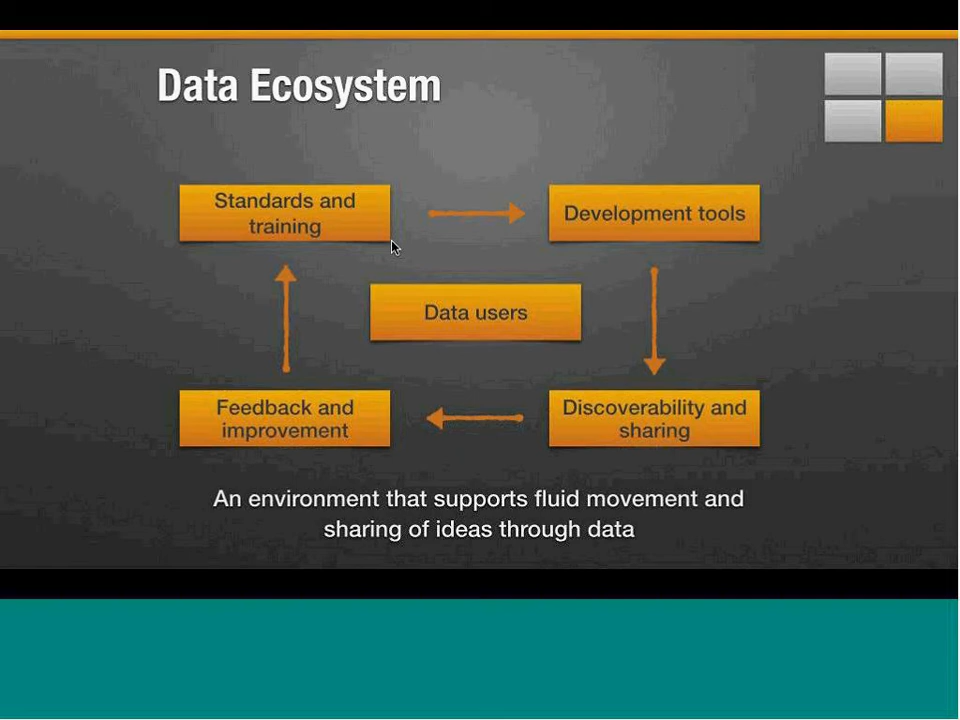 Data Ecosystem
Standards and
training
Development tools
Data users
Feedback and
improvement
Discoverability and
sharing
An environment that supports fluid movement and
sharing of ideas through data